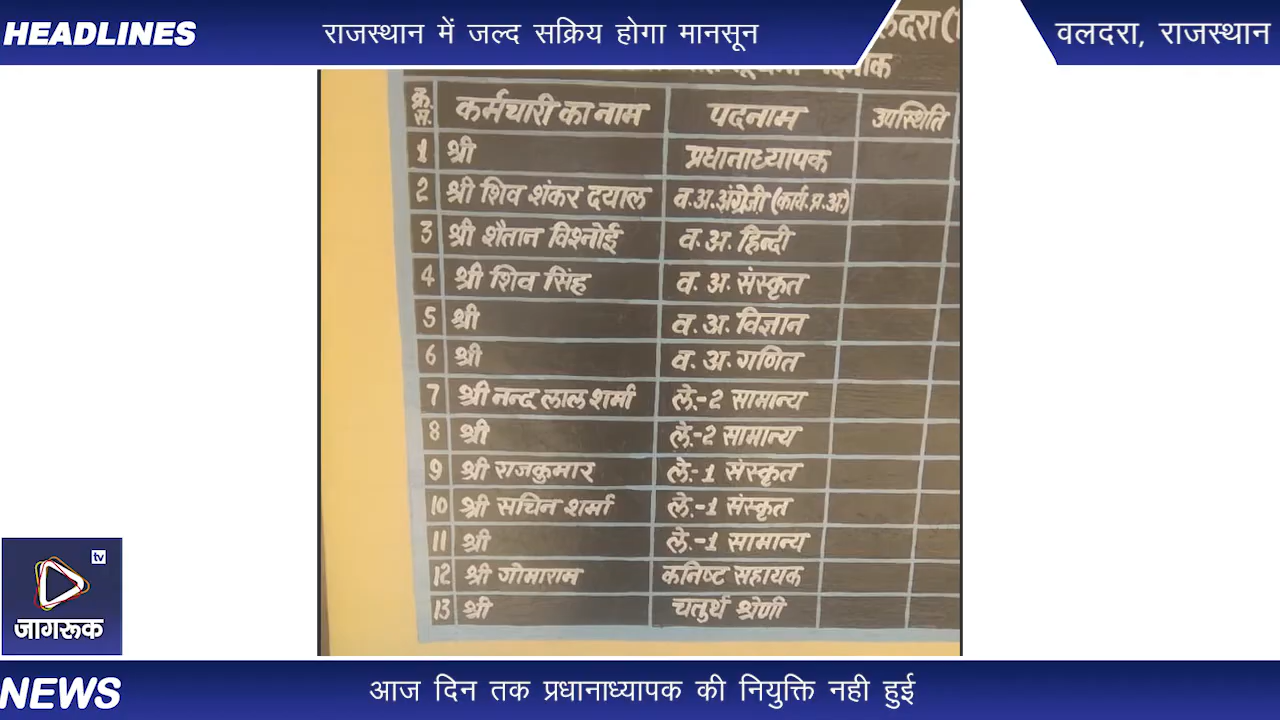 HEADLINES राजस्थान में जल्द सक्रिय होगा मानसून वलदरा, राजस्थान
क्र. सं. कर्मचारी का नाम पदनाम उपस्थिति
1 श्री प्रधानाध्यापक
2 श्री शिव शंकर दयाल व.अ.अंग्रेजी (कार्य.प्र.अ.)
3 श्री शैतान विश्नोई व. अ. हिन्दी
4 श्री शिव सिंह व. अ. संस्कृत
5 श्री व. अ. विज्ञान
6 श्री व. अ. गणित
7 श्री नन्द लाल शर्मा ले.-2 सामान्य
8 श्री ले.-2 सामान्य
9 श्री राजकुमार ले.-1 संस्कृत
10 श्री सचिन शर्मा ले.-1 संस्कृत
11 श्री ले.-1 सामान्य
12 श्री गोमाराम कनिष्ट सहायक
13 श्री चतुर्थ श्रेणी
tv
जागरूक
NEWS आज दिन तक प्रधानाध्यापक की नियुक्ति नही हुई